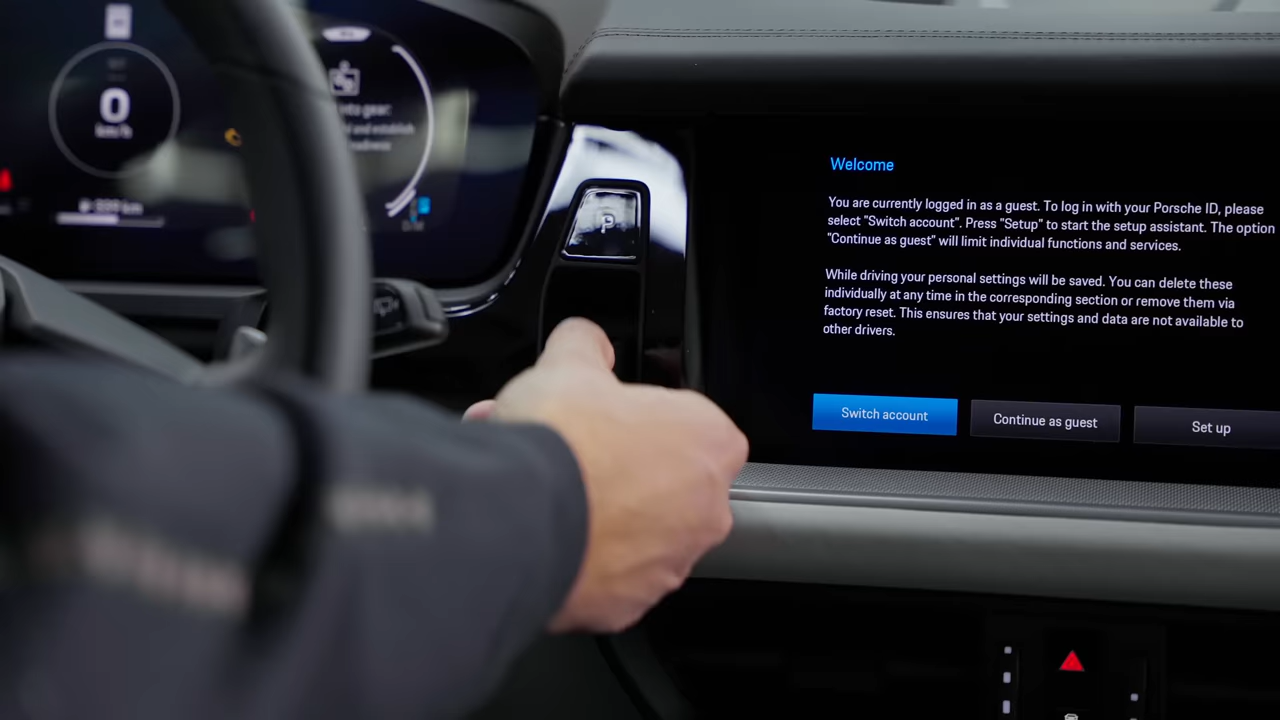 0
km/h
P
Welcome
You are currently logged in as a guest. To log in with your Porsche ID, please
select "Switch account". Press "Setup" to start the setup assistant. The option
"Continue as guest" will limit individual functions and services.
While driving your personal settings will be saved. You can delete these
individually at any time in the corresponding section or remove them via
factory reset. This ensures that your settings and data are not available to
other drivers.
Switch account
Continue as guest
Set up